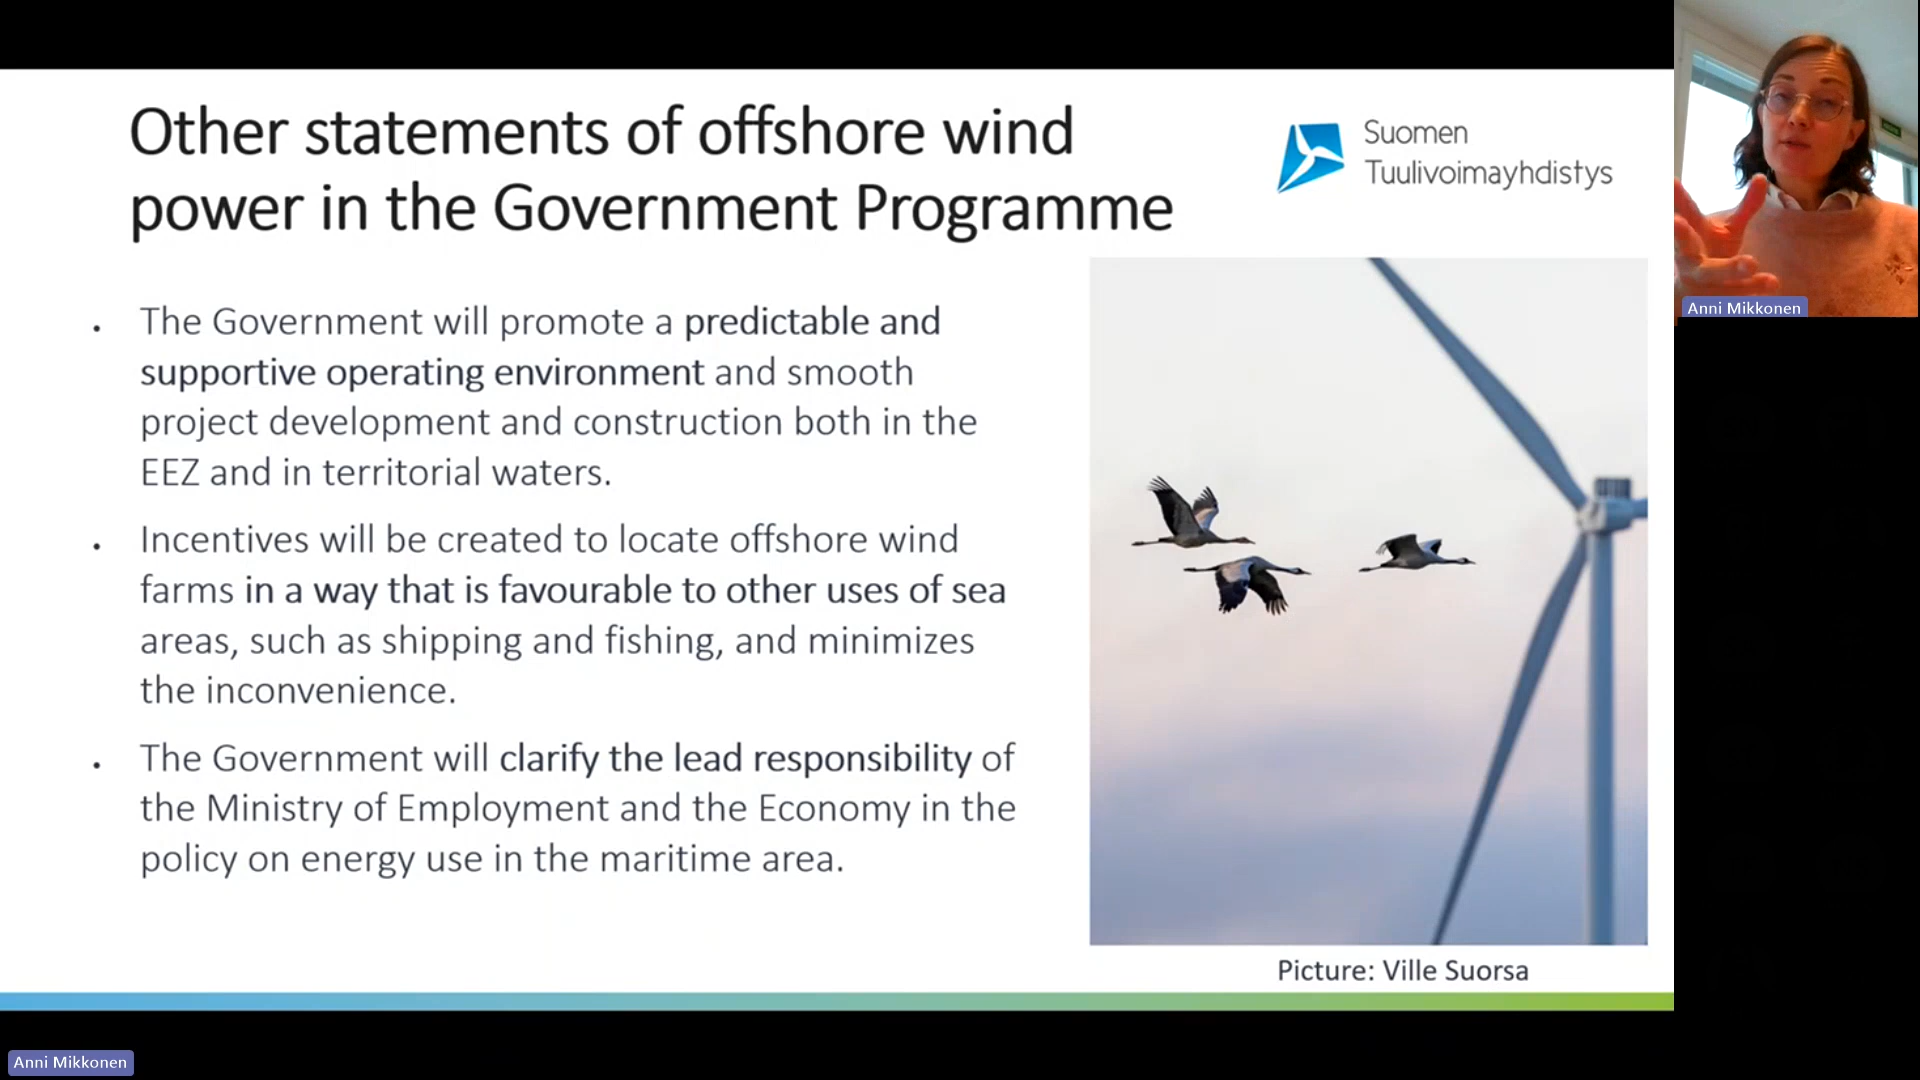 Other statements of offshore wind
power in the Government Programme
Suomen
Tuulivoimayhdistys
• The Government will promote a predictable and
supportive operating environment and smooth
project development and construction both in the
EEZ and in territorial waters.
• Incentives will be created to locate offshore wind
farms in a way that is favourable to other uses of sea
areas, such as shipping and fishing, and minimizes
the inconvenience.
• The Government will clarify the lead responsibility of
the Ministry of Employment and the Economy in the
policy on energy use in the maritime area.
Picture: Ville Suorsa
Anni Mikkonen
Anni Mikkonen